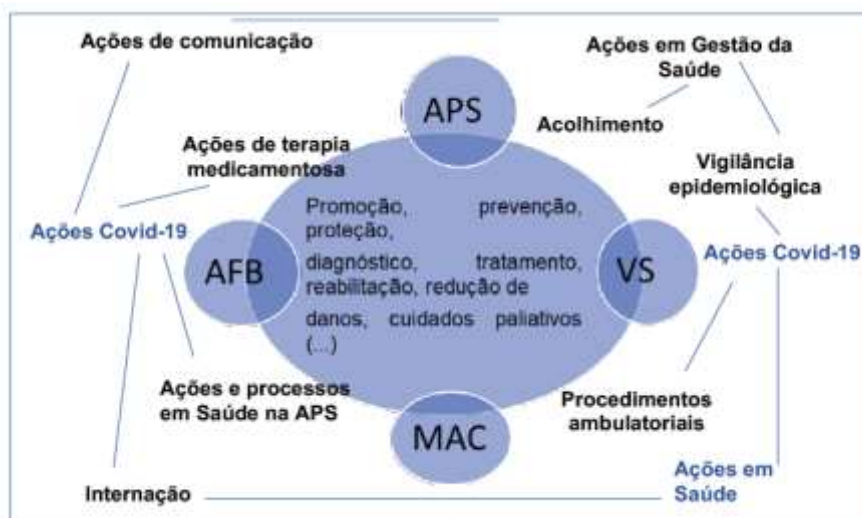 Ações de comunicação
Ações em Gestão da
Saúde
APS
Acolhimento
Ações de terapia
medicamentosa
Vigilância
epidemiológica
Promoção, prevenção,
proteção,
Ações Covid-19
Ações Covid-19
AFB
diagnóstico, tratamento,
reabilitação, redução de
VS
danos, cuidados paliativos
(...)
Ações e processos
em Saúde na APS
Procedimentos
ambulatoriais
MAC
Ações em
Saúde
Internação